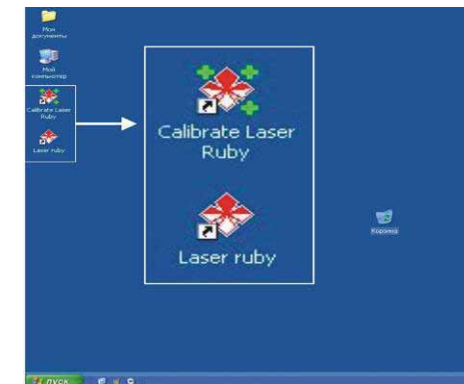 Мои
документы
Мой
компьютер
Calibrate Laser
Ruby
Laser ruby
Calibrate Laser
Ruby
Laser ruby
Корзина
пуск